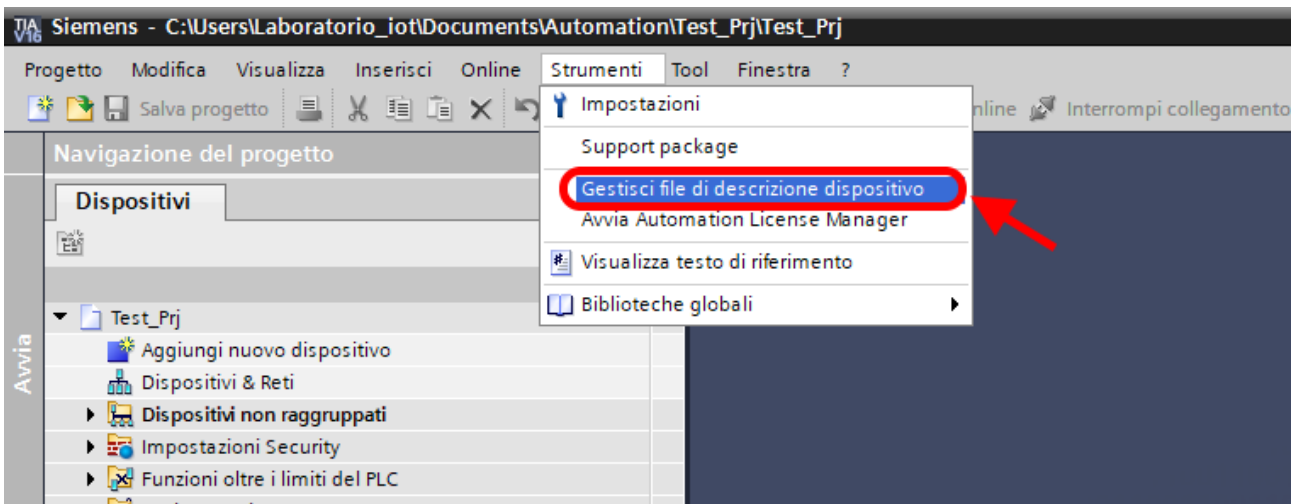 TIA V16 Siemens - C:\Users\Laboratorio_iot\Documents\Automation\Test_Prj\Test_Prj
Progetto Modifica Visualizza Inserisci Online Strumenti Tool Finestra ?
Salva progetto nline Interrompi collegamento
Impostazioni
Support package
Gestisci file di descrizione dispositivo
Avvia Automation License Manager
Visualizza testo di riferimento
Biblioteche globali
Navigazione del progetto
Dispositivi
Test_Prj
Aggiungi nuovo dispositivo
Dispositivi & Reti
Dispositivi non raggruppati
Impostazioni Security
Funzioni oltre i limiti del PLC
Avvia